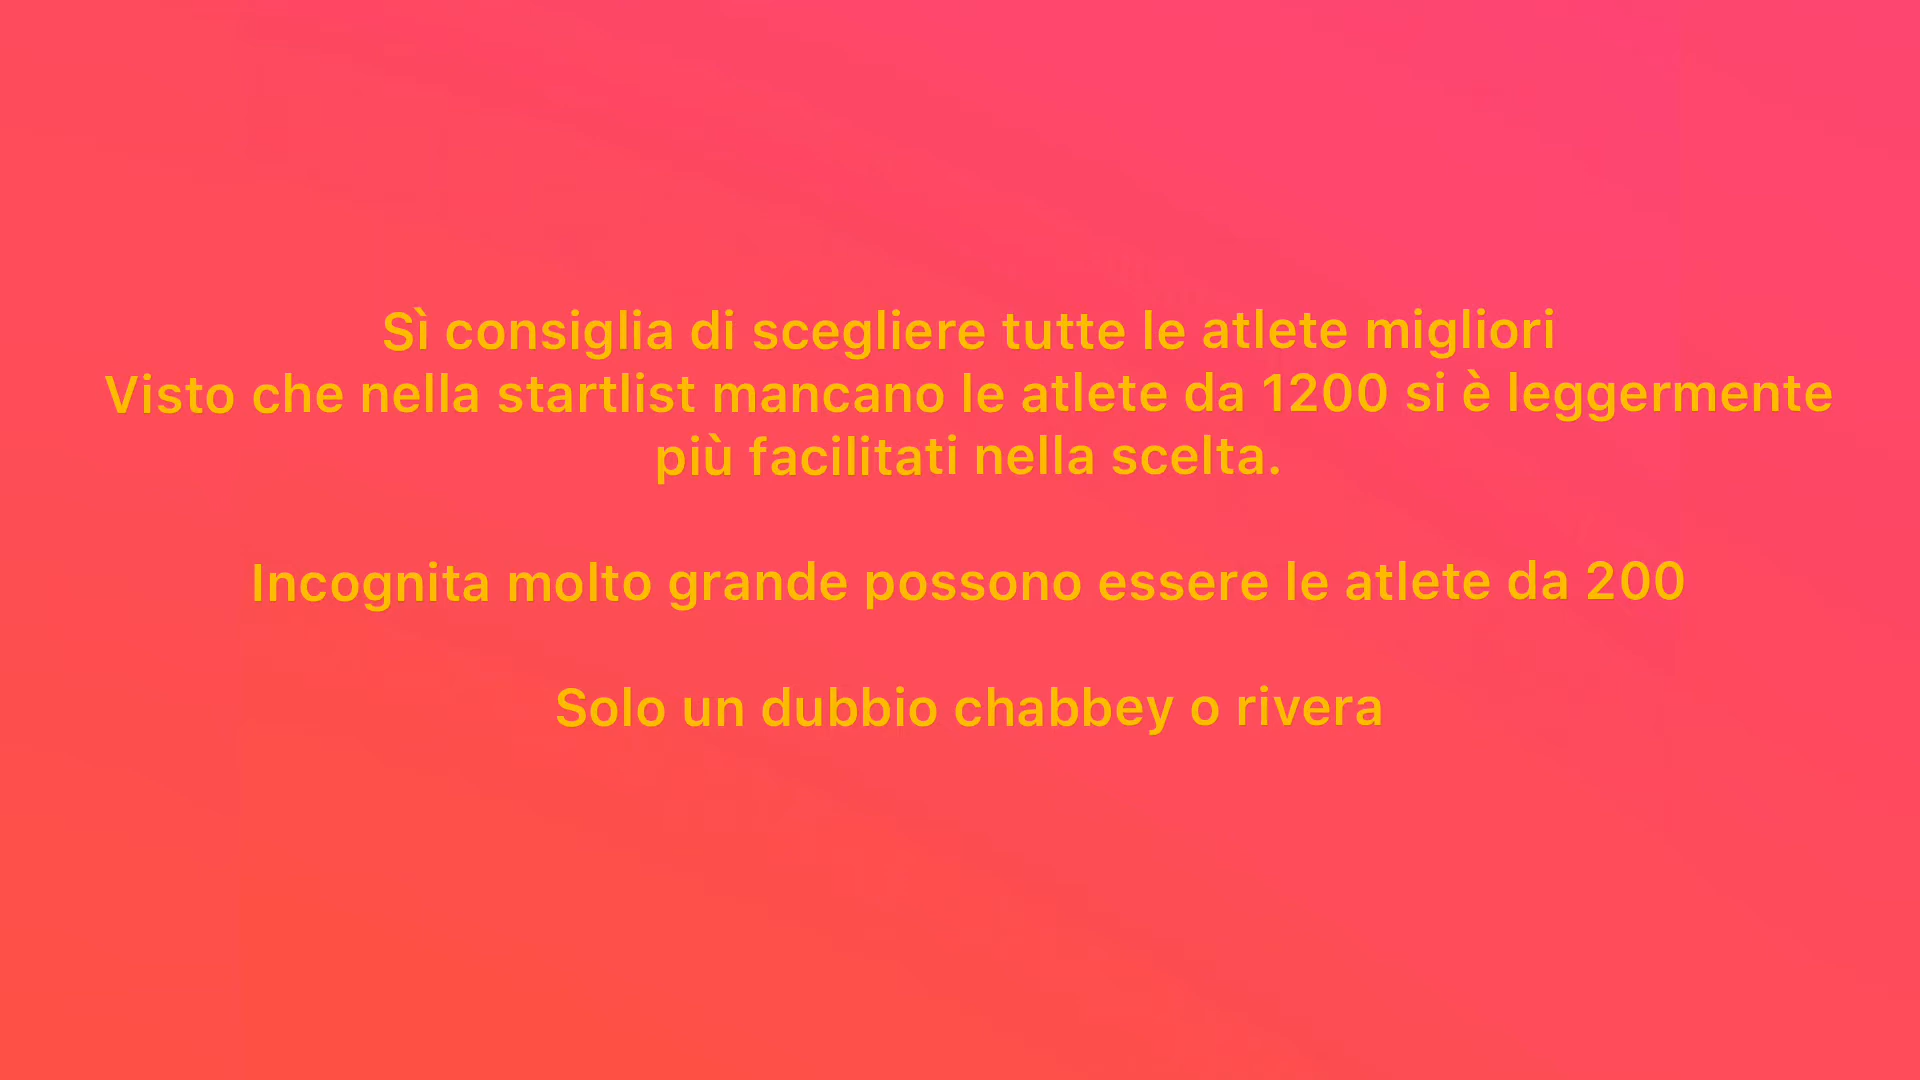 Sì consiglia di scegliere tutte le atlete migliori
Visto che nella startlist mancano le atlete da 1200 si è leggermente
più facilitati nella scelta.
Incognita molto grande possono essere le atlete da 200
Solo un dubbio chabbey o rivera